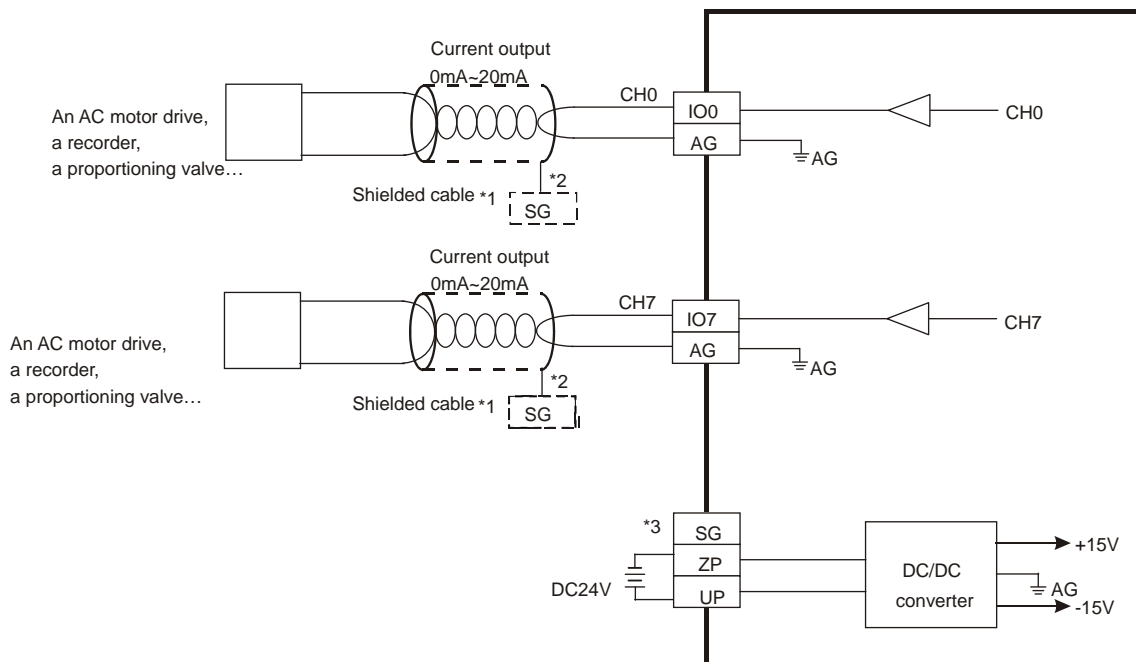 Current output
0mA~20mA
An AC motor drive,
a recorder,
a proportioning valve…
CH0
IO0
AG
CH0
AG
Shielded cable *1
*2
SG
Current output
0mA~20mA
An AC motor drive,
a recorder,
a proportioning valve…
CH7
IO7
AG
CH7
AG
Shielded cable *1
*2
SG
*3
SG
ZP
UP
DC24V
DC/DC
converter
+15V
AG
-15V